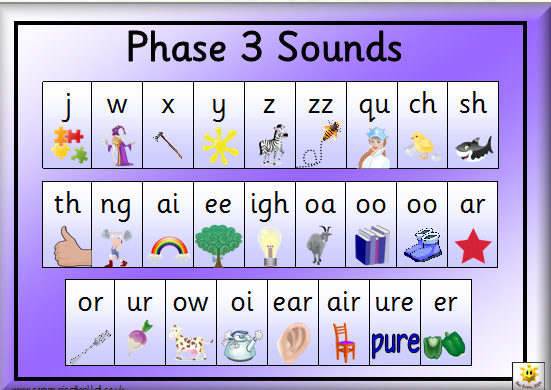 Phase 3 Sounds
j w x y z zz qu ch sh
th ng ai ee igh oa oo oo ar
or ur ow oi ear air ure er
pure